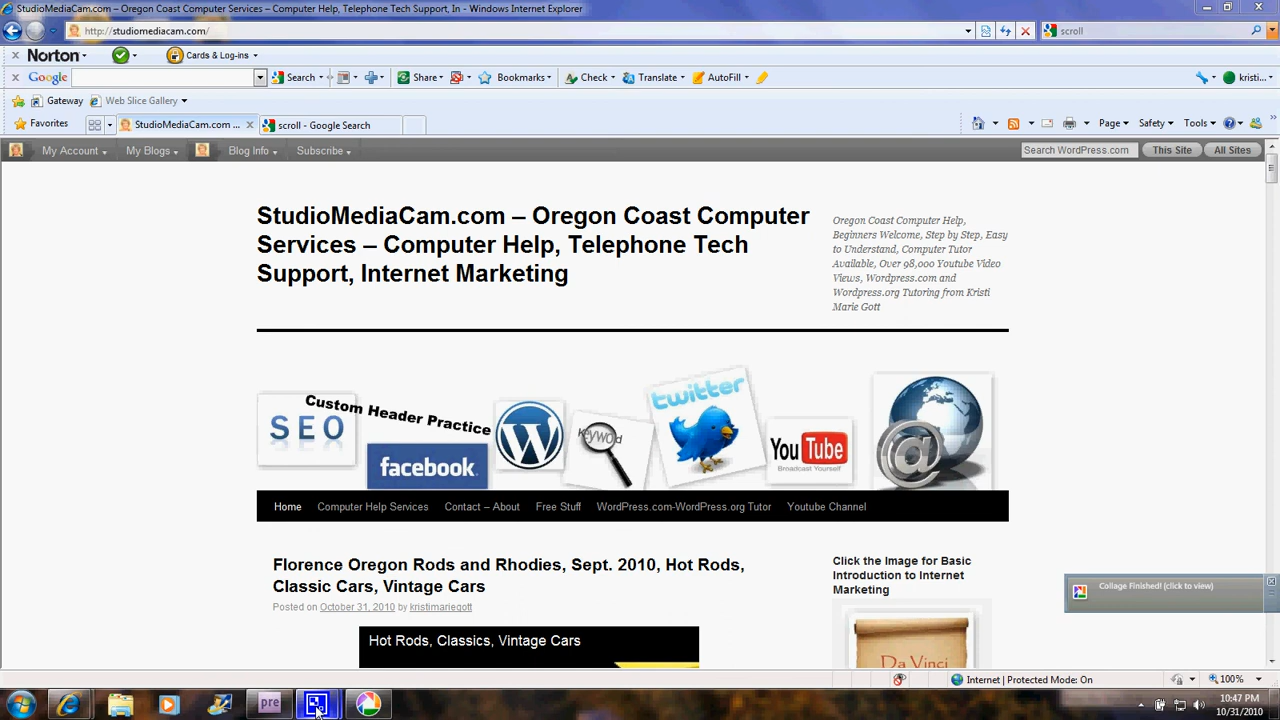 StudioMediaCam.com – Oregon Coast Computer Services – Computer Help, Telephone Tech Support, In - Windows Internet Explorer
http://studiomediacam.com/
scroll
Norton
Cards & Log-ins
Google
Search
Share
Bookmarks
Check
Translate
AutoFill
kristi...
Gateway
Web Slice Gallery
Favorites
StudioMediaCam.com ...
scroll - Google Search
Page
Safety
Tools
My Account
My Blogs
Blog Info
Subscribe
Search WordPress.com
This Site
All Sites
StudioMediaCam.com – Oregon Coast Computer
Services – Computer Help, Telephone Tech
Support, Internet Marketing
Oregon Coast Computer Help,
Beginners Welcome, Step by Step, Easy
to Understand, Computer Tutor
Available, Over 98,000 Youtube Video
Views, Wordpress.com and
Wordpress.org Tutoring from Kristi
Marie Gott
Custom Header Practice
SEO
facebook
KEYWOrd
twitter
YouTube
Broadcast Yourself
@
Home
Computer Help Services
Contact – About
Free Stuff
WordPress.com-WordPress.org Tutor
Youtube Channel
Florence Oregon Rods and Rhodies, Sept. 2010, Hot Rods,
Classic Cars, Vintage Cars
Posted on October 31, 2010 by kristimariegott
Hot Rods, Classics, Vintage Cars
Click the Image for Basic
Introduction to Internet
Marketing
Da Vinci
Collage Finished! (click to view)
Internet | Protected Mode: On
100%
pre
10:47 PM
10/31/2010